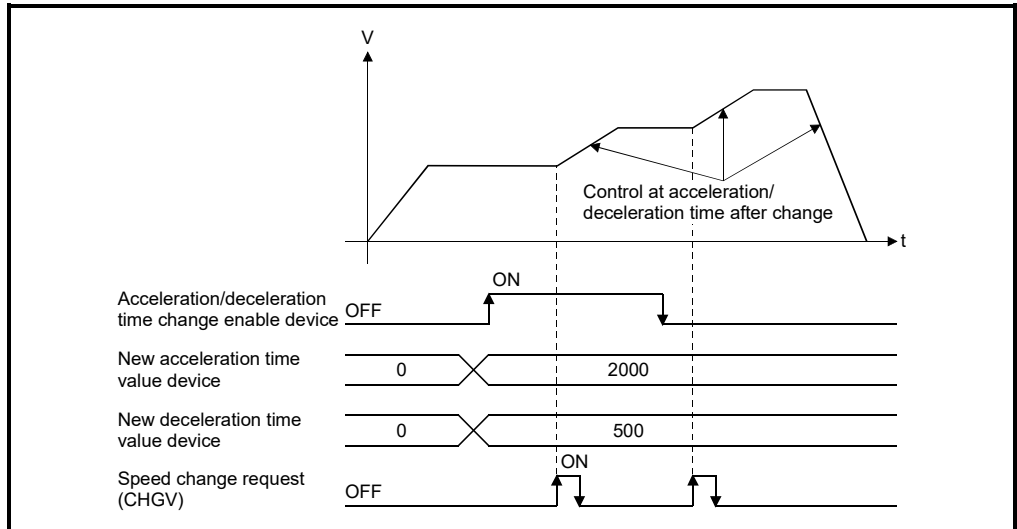 V
Control at acceleration/
deceleration time after change
t
ON
Acceleration/deceleration
time change enable device
OFF
New acceleration time
value device
0
2000
New deceleration time
value device
0
500
ON
Speed change request
(CHGV)
OFF